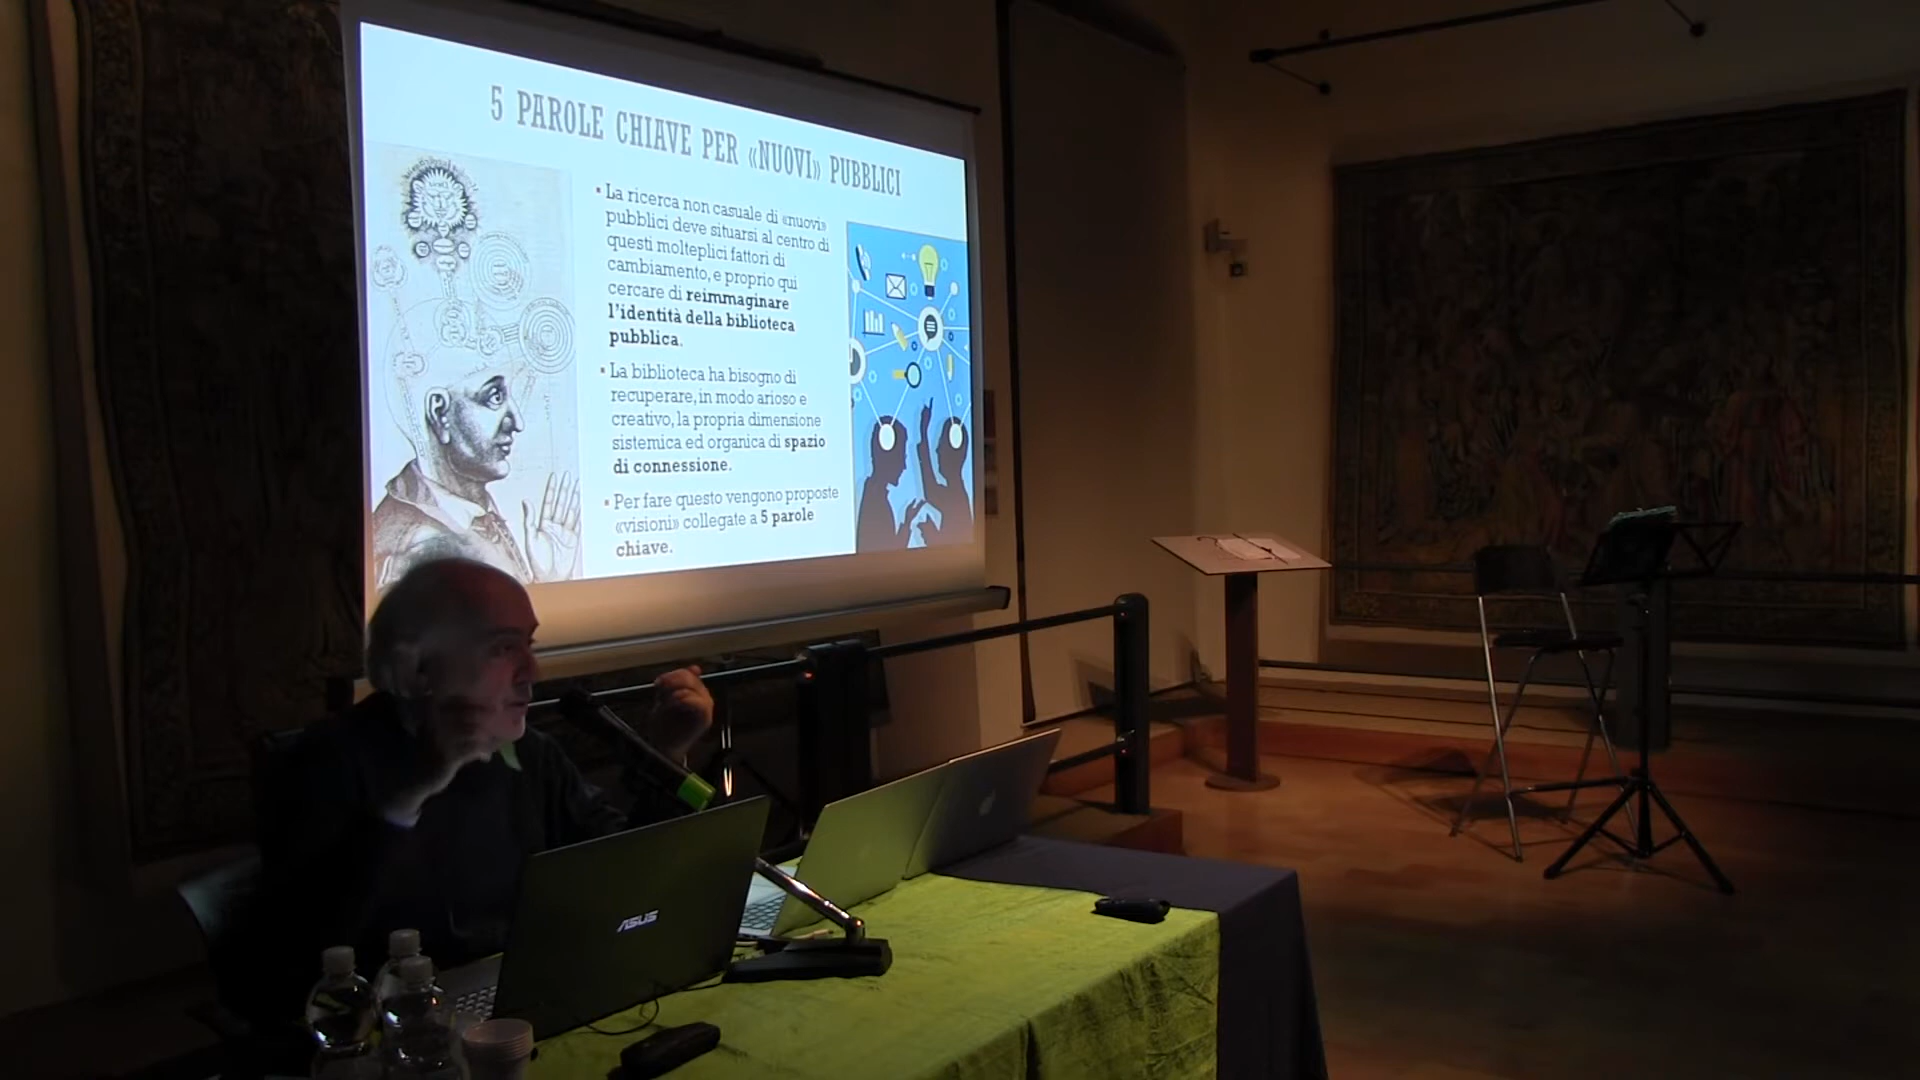 5 PAROLE CHIAVE PER «NUOVI» PUBBLICI
▪ La ricerca non casuale di «nuovi»
pubblici deve situarsi al centro di
questi molteplici fattori di
cambiamento, e proprio qui
cercare di reimmaginare
l'identità della biblioteca
pubblica.
▪ La biblioteca ha bisogno di
recuperare, in modo arioso e
creativo, la propria dimensione
sistemica ed organica di spazio
di connessione.
▪ Per fare questo vengono proposte
«visioni» collegate a 5 parole
chiave.
ASUS